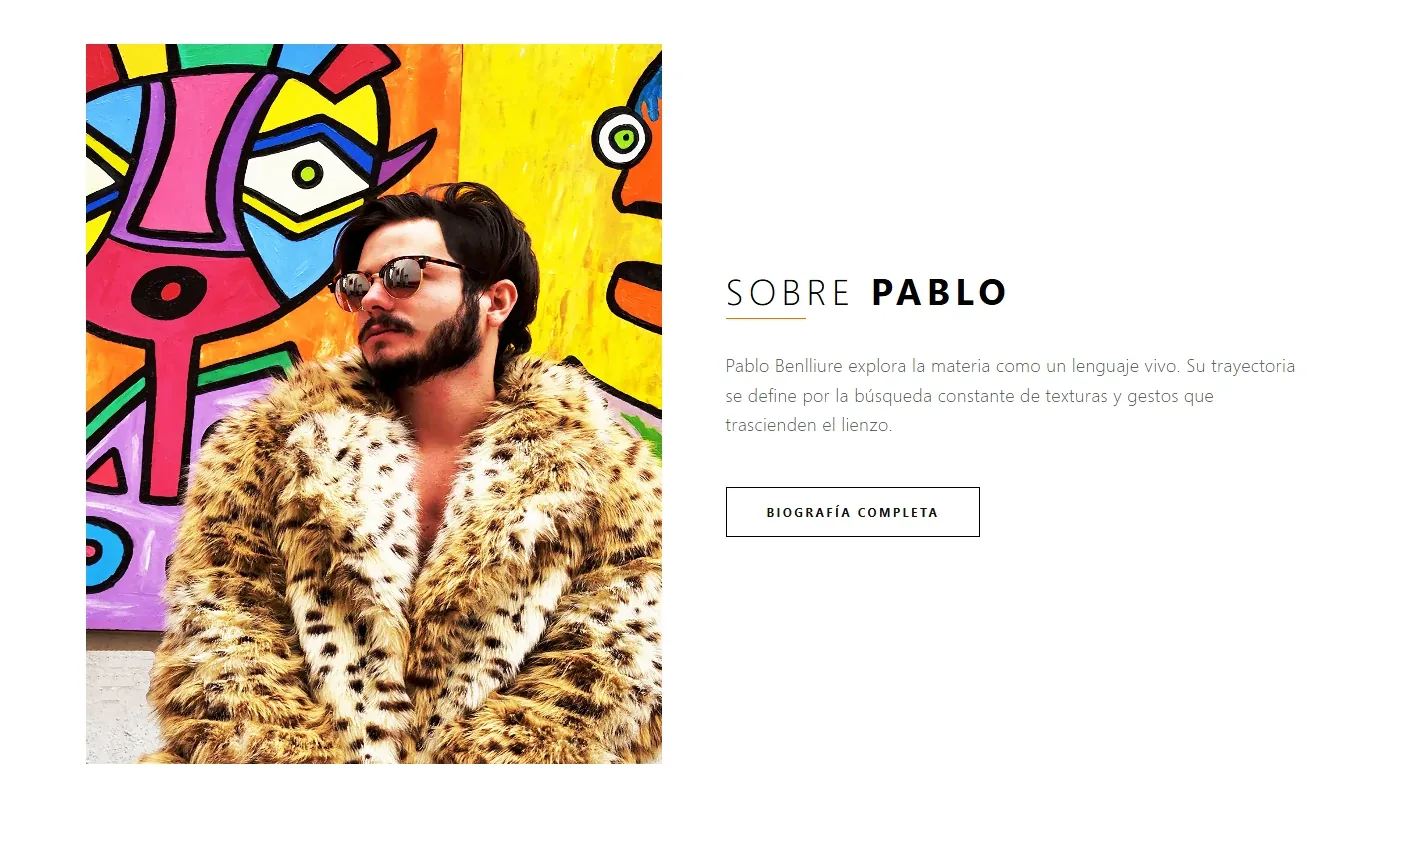 SOBRE PABLO
Pablo Benlliure explora la materia como un lenguaje vivo. Su trayectoria
se define por la búsqueda constante de texturas y gestos que
trascienden el lienzo.
BIOGRAFÍA COMPLETA